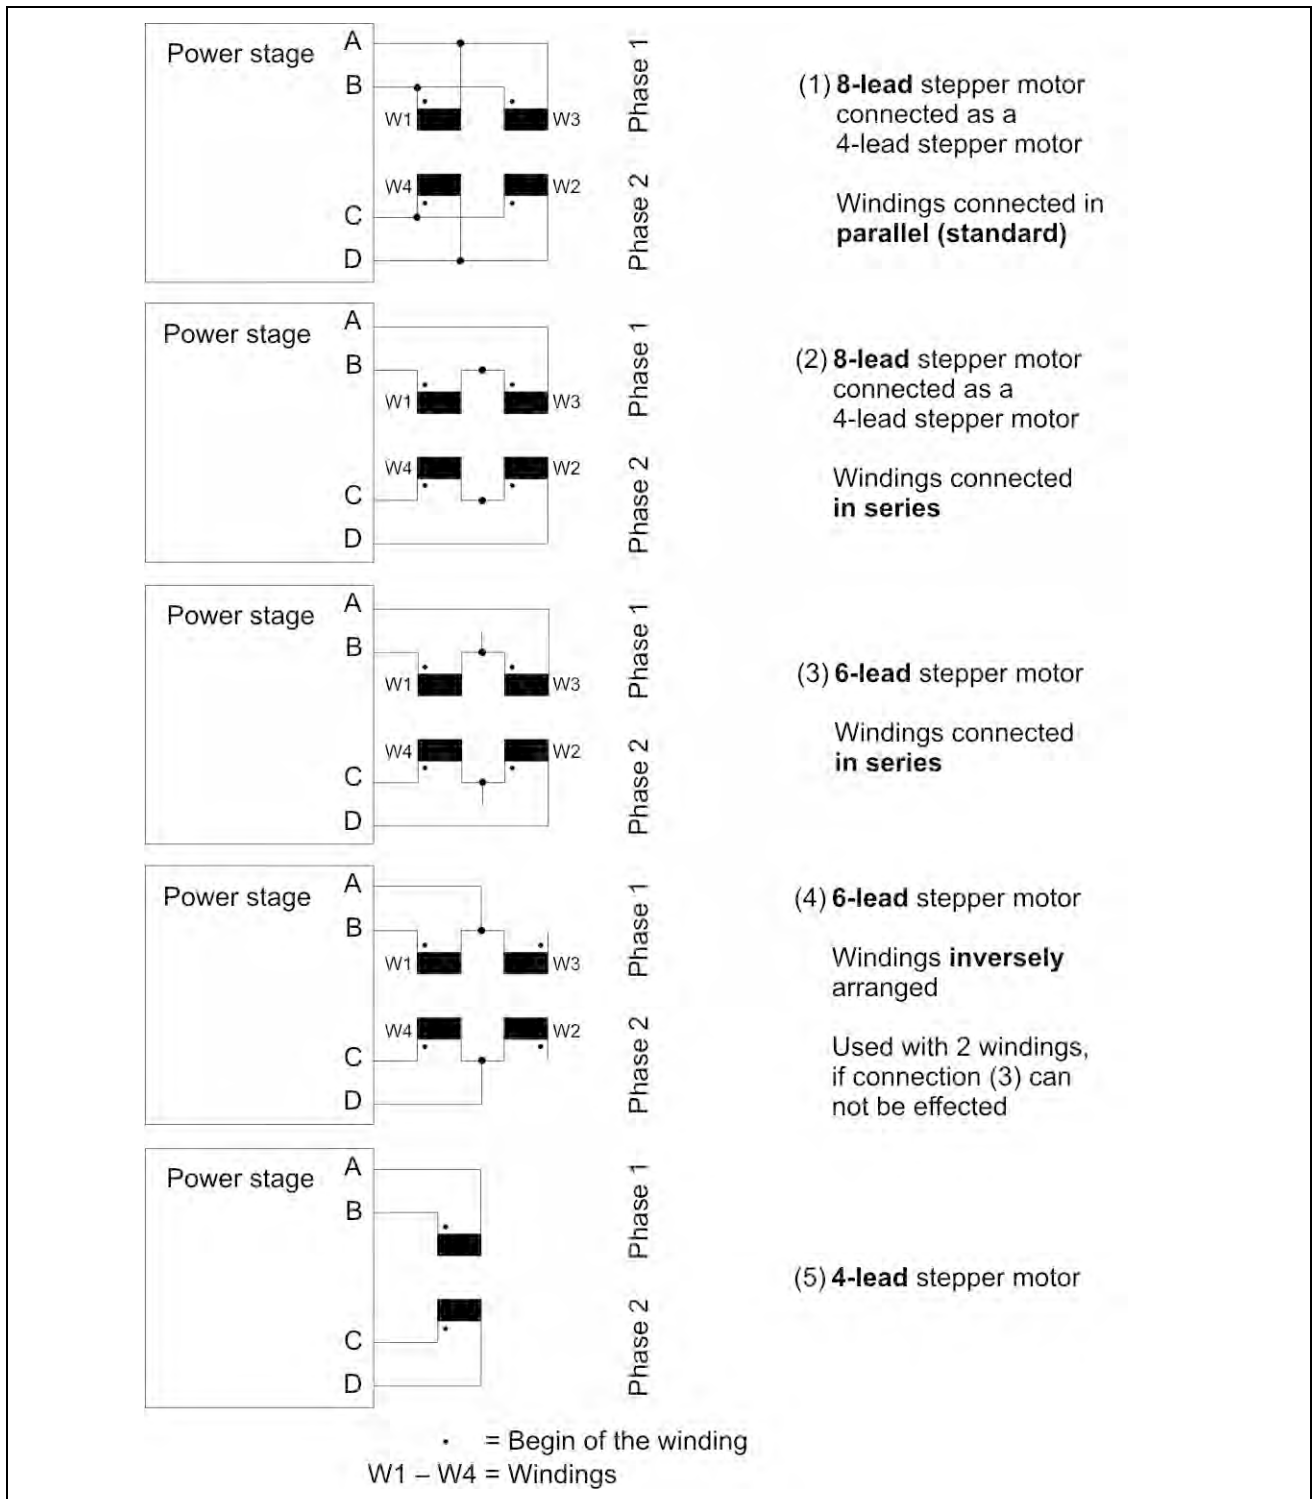 Power stage
A
B
C
D
W1
W3
W4
W2
Phase 1
Phase 2
(1) 8-lead stepper motor
connected as a
4-lead stepper motor
Windings connected in
parallel (standard)
Power stage
A
B
C
D
W1
W3
W4
W2
Phase 1
Phase 2
(2) 8-lead stepper motor
connected as a
4-lead stepper motor
Windings connected
in series
Power stage
A
B
C
D
W1
W3
W4
W2
Phase 1
Phase 2
(3) 6-lead stepper motor
Windings connected
in series
Power stage
A
B
C
D
W1
W3
W4
W2
Phase 1
Phase 2
(4) 6-lead stepper motor
Windings inversely
arranged
Used with 2 windings,
if connection (3) can
not be effected
Power stage
A
B
C
D
Phase 1
Phase 2
(5) 4-lead stepper motor
• = Begin of the winding
W1 – W4 = Windings